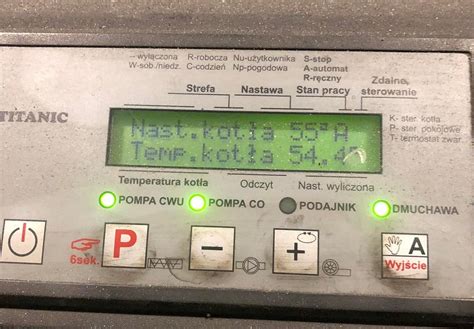 -- wyłączona R-robocza Nu-użytkownika S-stop
W-sob./niedz. C-codzień Np-pogodowa A-automat
R-ręczny
Zdalne,
sterowanie
Strefa Nastawa Stan pracy
TITANIC
K- ster. kotła
P- ster. pokojowe
T- termostat zwar
Nast.kotła 55°A
Temp.kotła 54.4°
Temperatura kotła Odczyt Nast. wyliczona
POMPA CWU POMPA CO PODAJNIK DMUCHAWA
P - + A
6sek. Wyjście